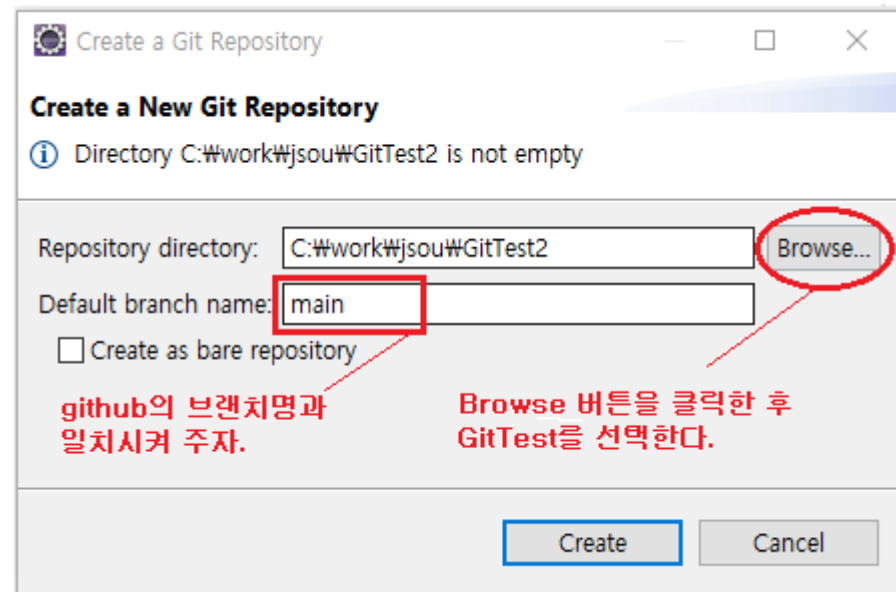 Create a Git Repository
Create a New Git Repository
Directory C:₩work₩jsou₩GitTest2 is not empty
Repository directory: C:₩work₩jsou₩GitTest2 Browse...
Default branch name: main
Create as bare repository
github의 브랜치명과
일치시켜 주자.
Browse 버튼을 클릭한 후
GitTest를 선택한다.
Create Cancel